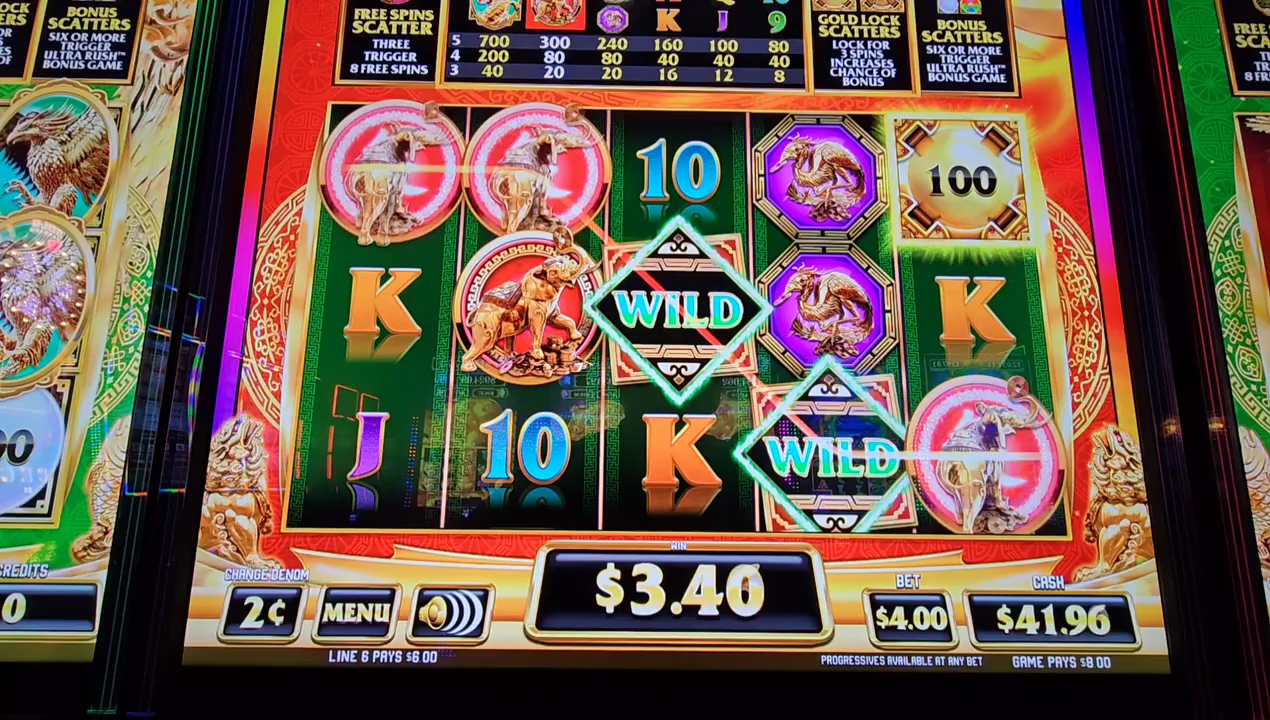 BONUS
SCATTERS
SIX OR MORE
TRIGGER
ULTRA RUSH™
BONUS GAME
FREE SPINS
SCATTER
THREE
TRIGGER
8 FREE SPINS
K J 9
5 700 300 240 160 100 80
4 200 80 80 40 40 40
3 40 20 20 16 12 8
GOLD LOCK
SCATTERS
LOCK FOR
3 SPINS
INCREASES
CHANCE OF
BONUS
BONUS
SCATTERS
SIX OR MORE
TRIGGER
ULTRA RUSH™
BONUS GAME
10
100
K
WILD
K
J
10
K
WILD
CREDITS
0
CHANGE DENOM
2¢
MENU
WIN
$3.40
BET
$4.00
CASH
$41.96
LINE 6 PAYS $6.00
PROGRESSIVES AVAILABLE AT ANY BET
GAME PAYS $8.00